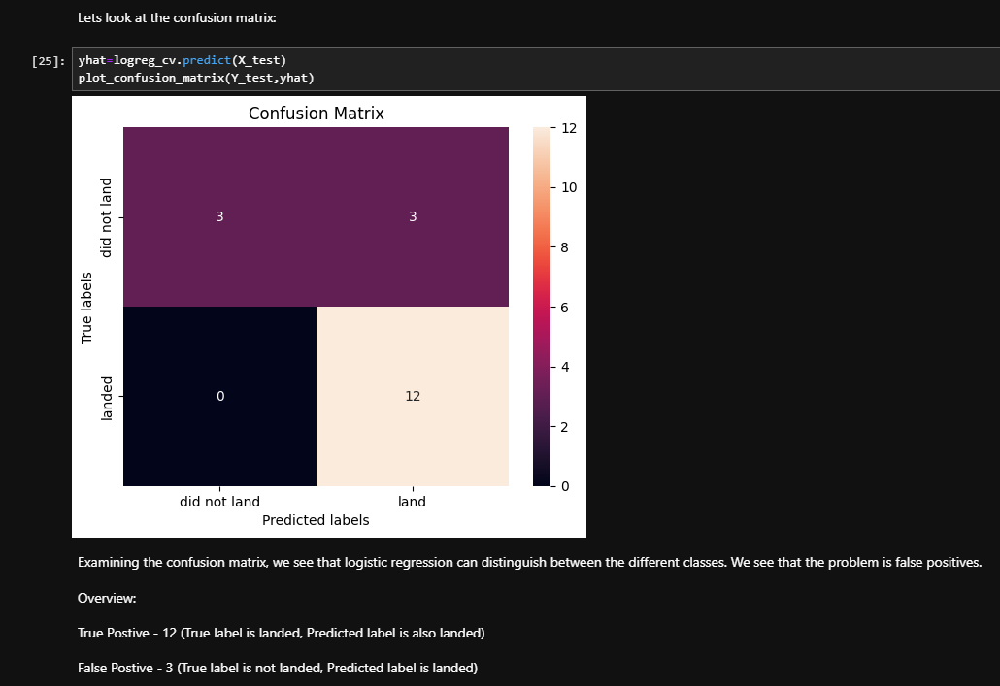 Lets look at the confusion matrix:
[25]: yhat=logreg_cv.predict(X_test)
plot_confusion_matrix(Y_test,yhat)
Confusion Matrix
did not land
landed
True labels
3
3
0
12
did not land
land
Predicted labels
12
10
8
6
4
2
0
Examining the confusion matrix, we see that logistic regression can distinguish between the different classes. We see that the problem is false positives.
Overview:
True Postive - 12 (True label is landed, Predicted label is also landed)
False Postive - 3 (True label is not landed, Predicted label is landed)